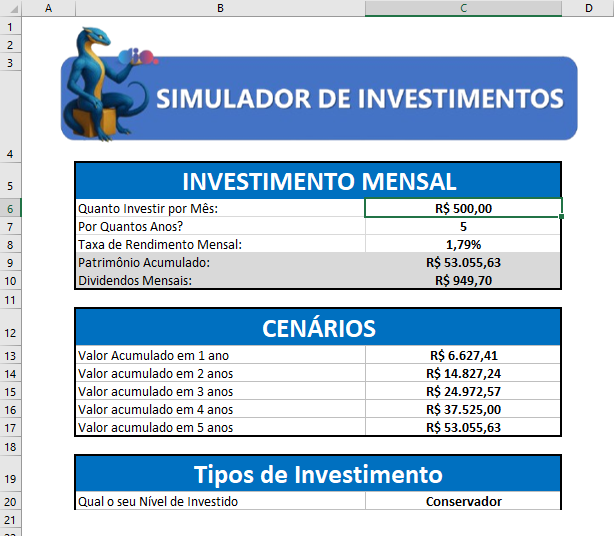 A B C D
1
2
3
SIMULADOR DE INVESTIMENTOS
4
5 INVESTIMENTO MENSAL
6 Quanto Investir por Mês: R$ 500,00
7 Por Quantos Anos? 5
8 Taxa de Rendimento Mensal: 1,79%
9 Patrimônio Acumulado: R$ 53.055,63
10 Dividendos Mensais: R$ 949,70
11
12 CENÁRIOS
13 Valor Acumulado em 1 ano R$ 6.627,41
14 Valor acumulado em 2 anos R$ 14.827,24
15 Valor acumulado em 3 anos R$ 24.972,57
16 Valor acumulado em 4 anos R$ 37.525,00
17 Valor acumulado em 5 anos R$ 53.055,63
18
19 Tipos de Investimento
20 Qual o seu Nível de Investido Conservador
21